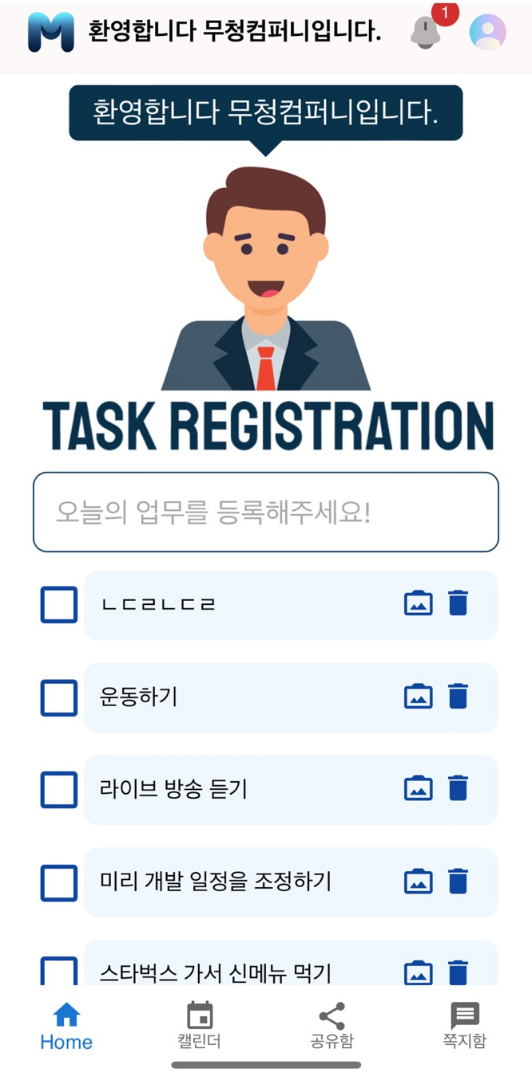 환영합니다 무청컴퍼니입니다.
1
환영합니다 무청컴퍼니입니다.
TASK REGISTRATION
오늘의 업무를 등록해주세요!
ㄴㄷㄹㄴㄷㄹ
운동하기
라이브 방송 듣기
미리 개발 일정을 조정하기
스타벅스 가서 신메뉴 먹기
Home
캘린더
공유함
쪽지함